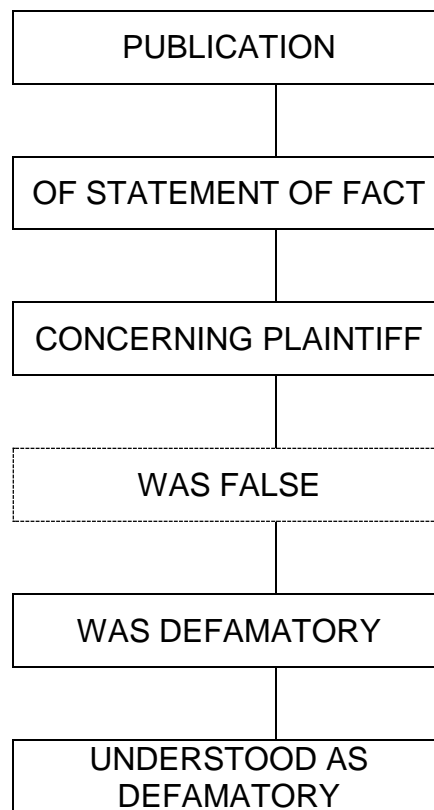 PUBLICATION
OF STATEMENT OF FACT
CONCERNING PLAINTIFF
WAS FALSE
WAS DEFAMATORY
UNDERSTOOD AS
DEFAMATORY